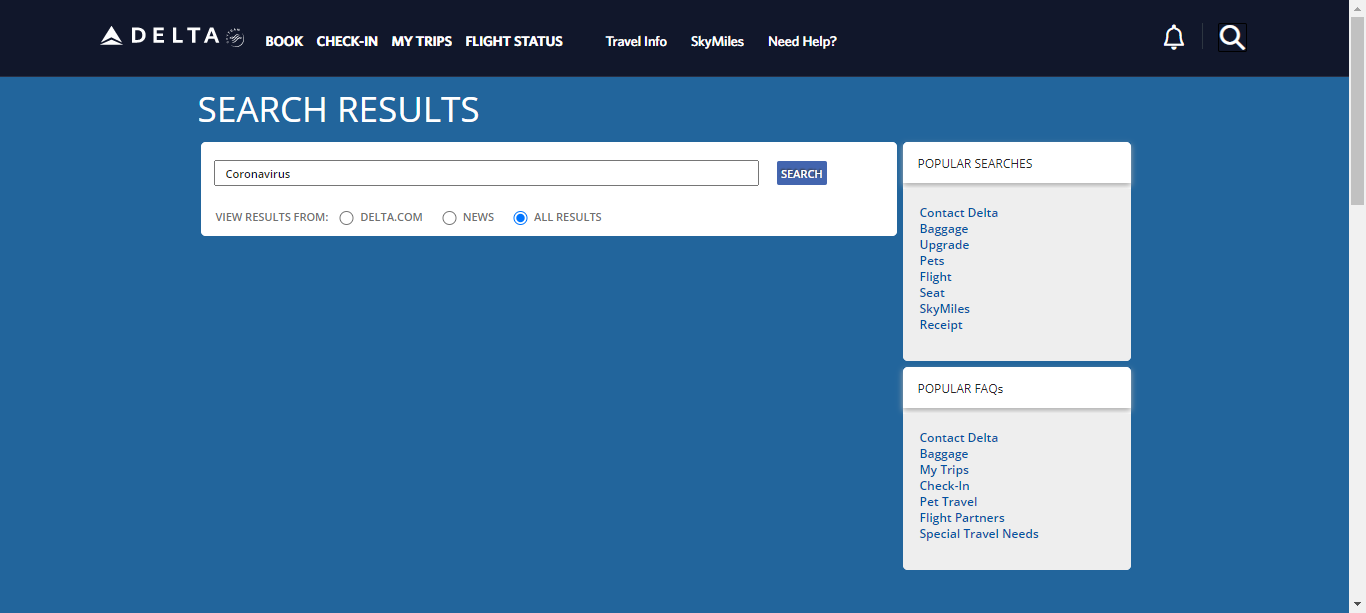 DELTA BOOK CHECK-IN MY TRIPS FLIGHT STATUS Travel Info SkyMiles Need Help?
SEARCH RESULTS
Coronavirus SEARCH
VIEW RESULTS FROM: DELTA.COM NEWS ALL RESULTS
POPULAR SEARCHES
Contact Delta
Baggage
Upgrade
Pets
Flight
Seat
SkyMiles
Receipt
POPULAR FAQs
Contact Delta
Baggage
My Trips
Check-In
Pet Travel
Flight Partners
Special Travel Needs